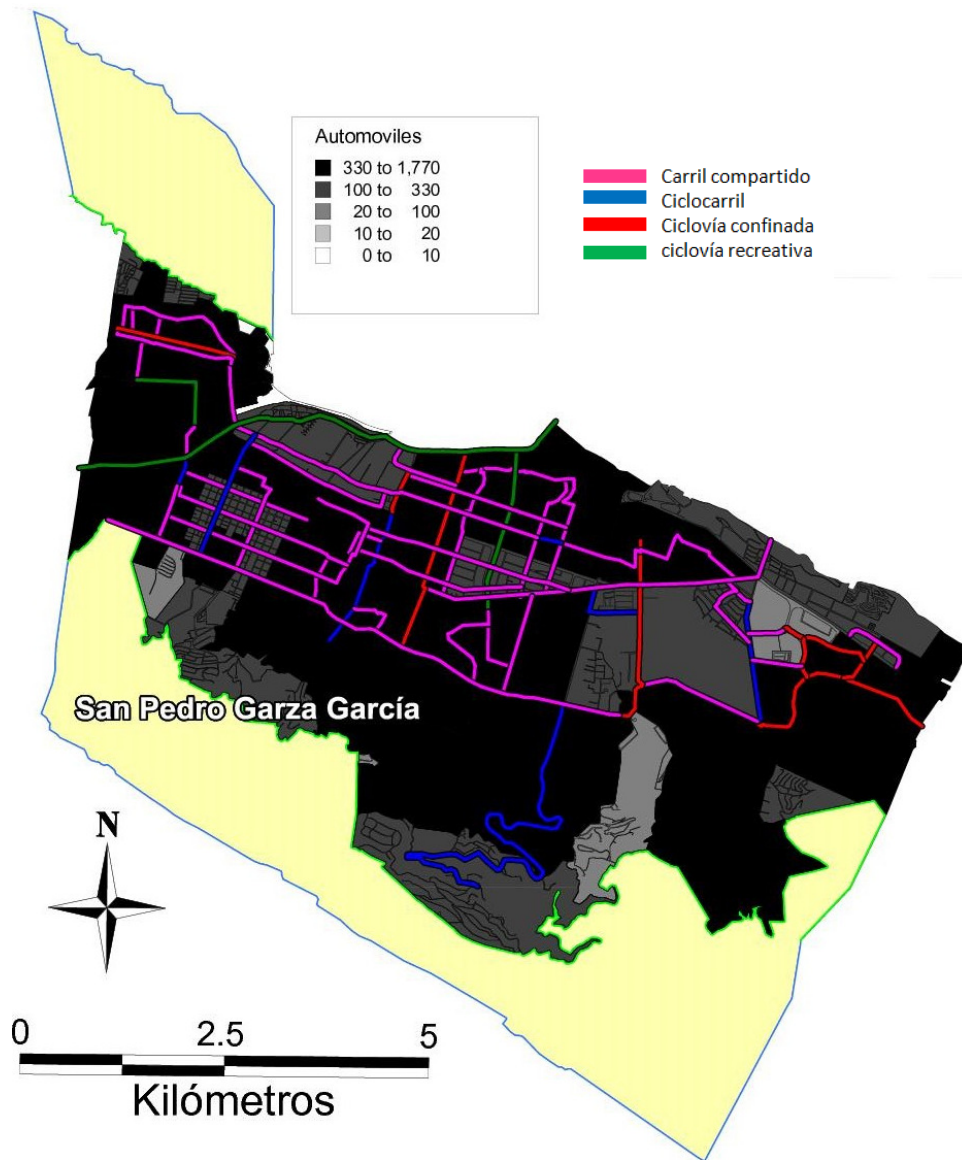 Automoviles
330 to 1,770
100 to 330
20 to 100
10 to 20
0 to 10
Carril compartido
Ciclocarril
Ciclovía confinada
ciclovía recreativa
San Pedro Garza García
N
0 2.5 5
Kilómetros